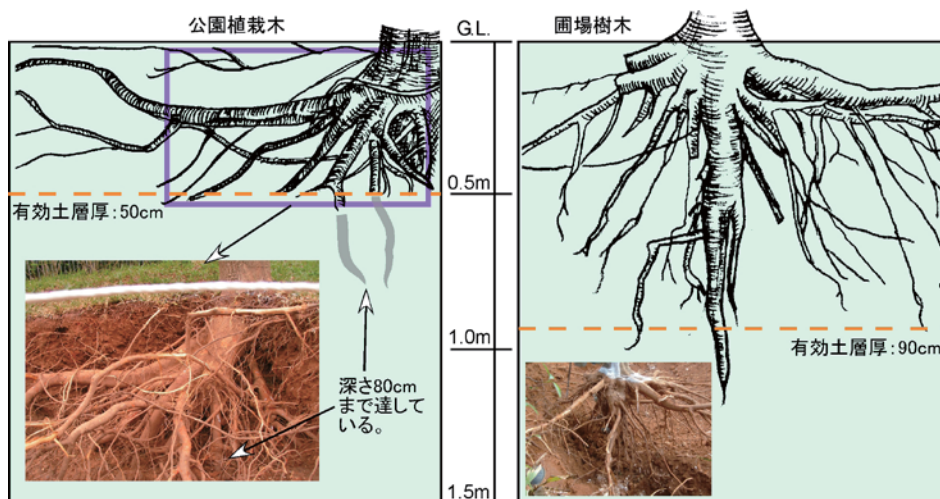 公園植栽木
G.L.
圃場樹木
0.5m
有効土層厚:50cm
1.0m
有効土層厚:90cm
深さ80cm
まで達して
いる。
1.5m